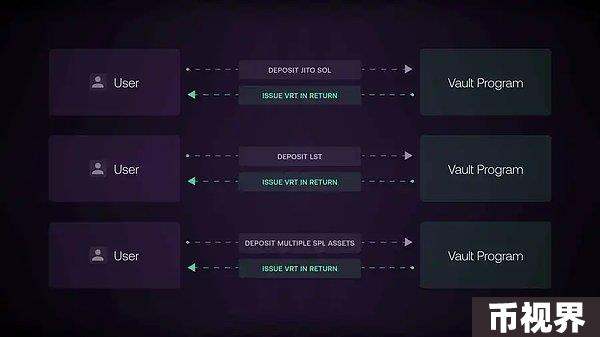 DEPOSIT JITO SOL
User
Vault Program
ISSUE VRT IN RETURN
DEPOSIT LST
User
Vault Program
ISSUE VRT IN RETURN
DEPOSIT MULTIPLE SPL ASSETS
User
Vault Program
ISSUE VRT IN RETURN
币视界